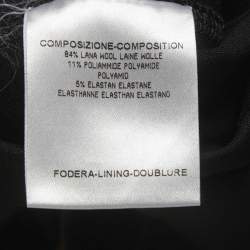 COMPOSIZIONE-COMPOSITION
84% LANA WOOL LAINE WOLLE
11% POLIAMMIDE POLYAMIDE
POLYAMID
5% ELASTAN ELASTANE
ELASTHANNE ELASTHAN ELASTANO
FODERA-LINING-DOUBLURE